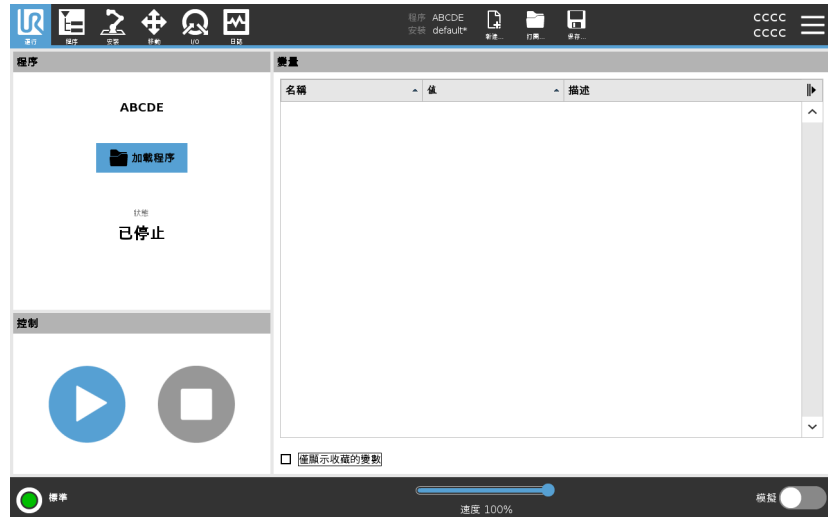 運行
程序
安裝
移動
I/O
日誌
程序 ABCDE
安裝 default*
新建...
打開...
保存...
CCCC
CCCC
程序
ABCDE
加載程序
狀態
已停止
控制
變量
名稱
值
描述
僅顯示收藏的變數
標準
速度 100%
模擬